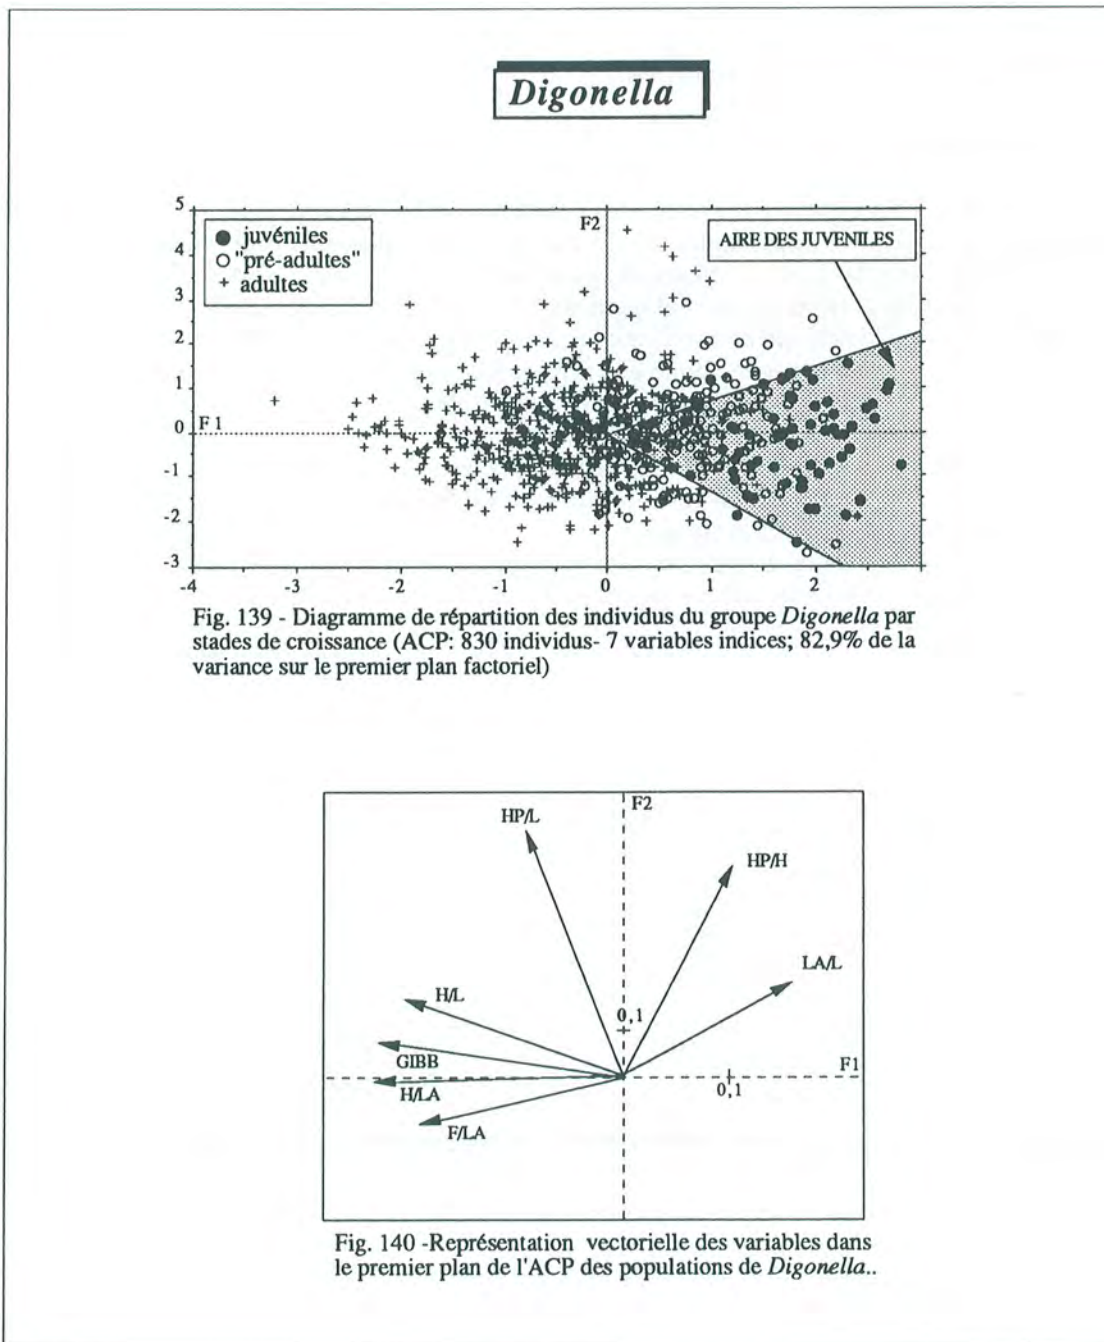 Digonella
5
4
3
2
1
0
-1
-2
-3
F2
F 1
juvéniles
"pré-adultes"
adultes
AIRE DES JUVENILES
-4 -3 -2 -1 0 1 2
Fig. 139 - Diagramme de répartition des individus du groupe Digonella par
stades de croissance (ACP: 830 individus- 7 variables indices; 82,9% de la
variance sur le premier plan factoriel)
F2
HP/L
HP/H
LA/L
H/L
0,1
GIBB
F1
H/LA
0,1
F/LA
Fig. 140 -Représentation vectorielle des variables dans
le premier plan de l'ACP des populations de Digonella..